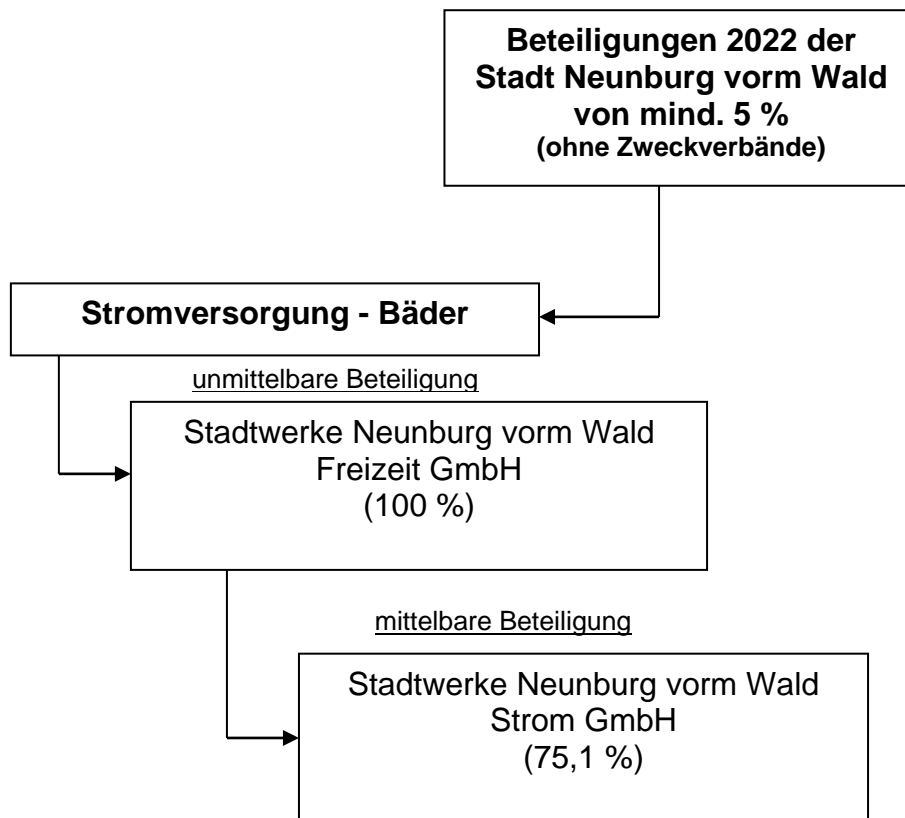 Beteiligungen 2022 der
Stadt Neunburg vorm Wald
von mind. 5 %
(ohne Zweckverbände)
Stromversorgung - Bäder
unmittelbare Beteiligung
Stadtwerke Neunburg vorm Wald
Freizeit GmbH
(100 %)
mittelbare Beteiligung
Stadtwerke Neunburg vorm Wald
Strom GmbH
(75,1 %)